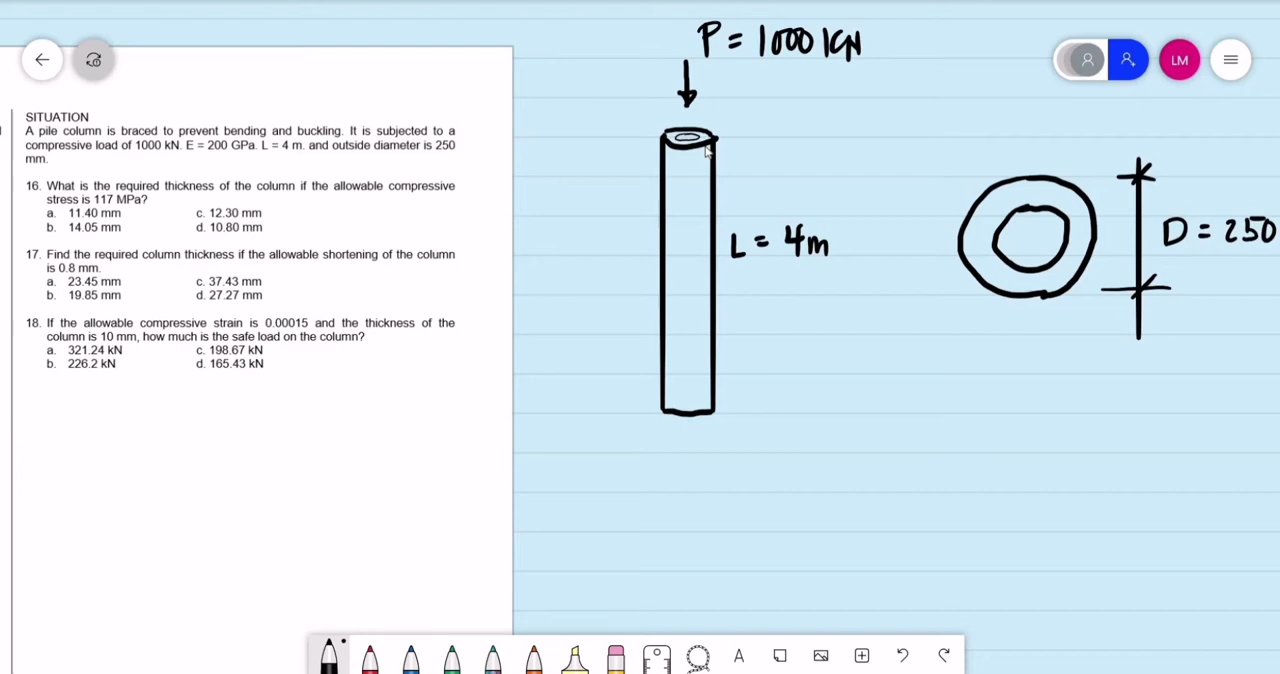 P = 1000 KN
LM
SITUATION
A pile column is braced to prevent bending and buckling. It is subjected to a
compressive load of 1000 kN. E = 200 GPa. L = 4 m. and outside diameter is 250
mm.
16. What is the required thickness of the column if the allowable compressive
stress is 117 MPa?
a. 11.40 mm c. 12.30 mm
b. 14.05 mm d. 10.80 mm
17. Find the required column thickness if the allowable shortening of the column
is 0.8 mm.
a. 23.45 mm c. 37.43 mm
b. 19.85 mm d. 27.27 mm
18. If the allowable compressive strain is 0.00015 and the thickness of the
column is 10 mm, how much is the safe load on the column?
a. 321.24 kN c. 198.67 kN
b. 226.2 kN d. 165.43 kN
L = 4m
D = 250
A